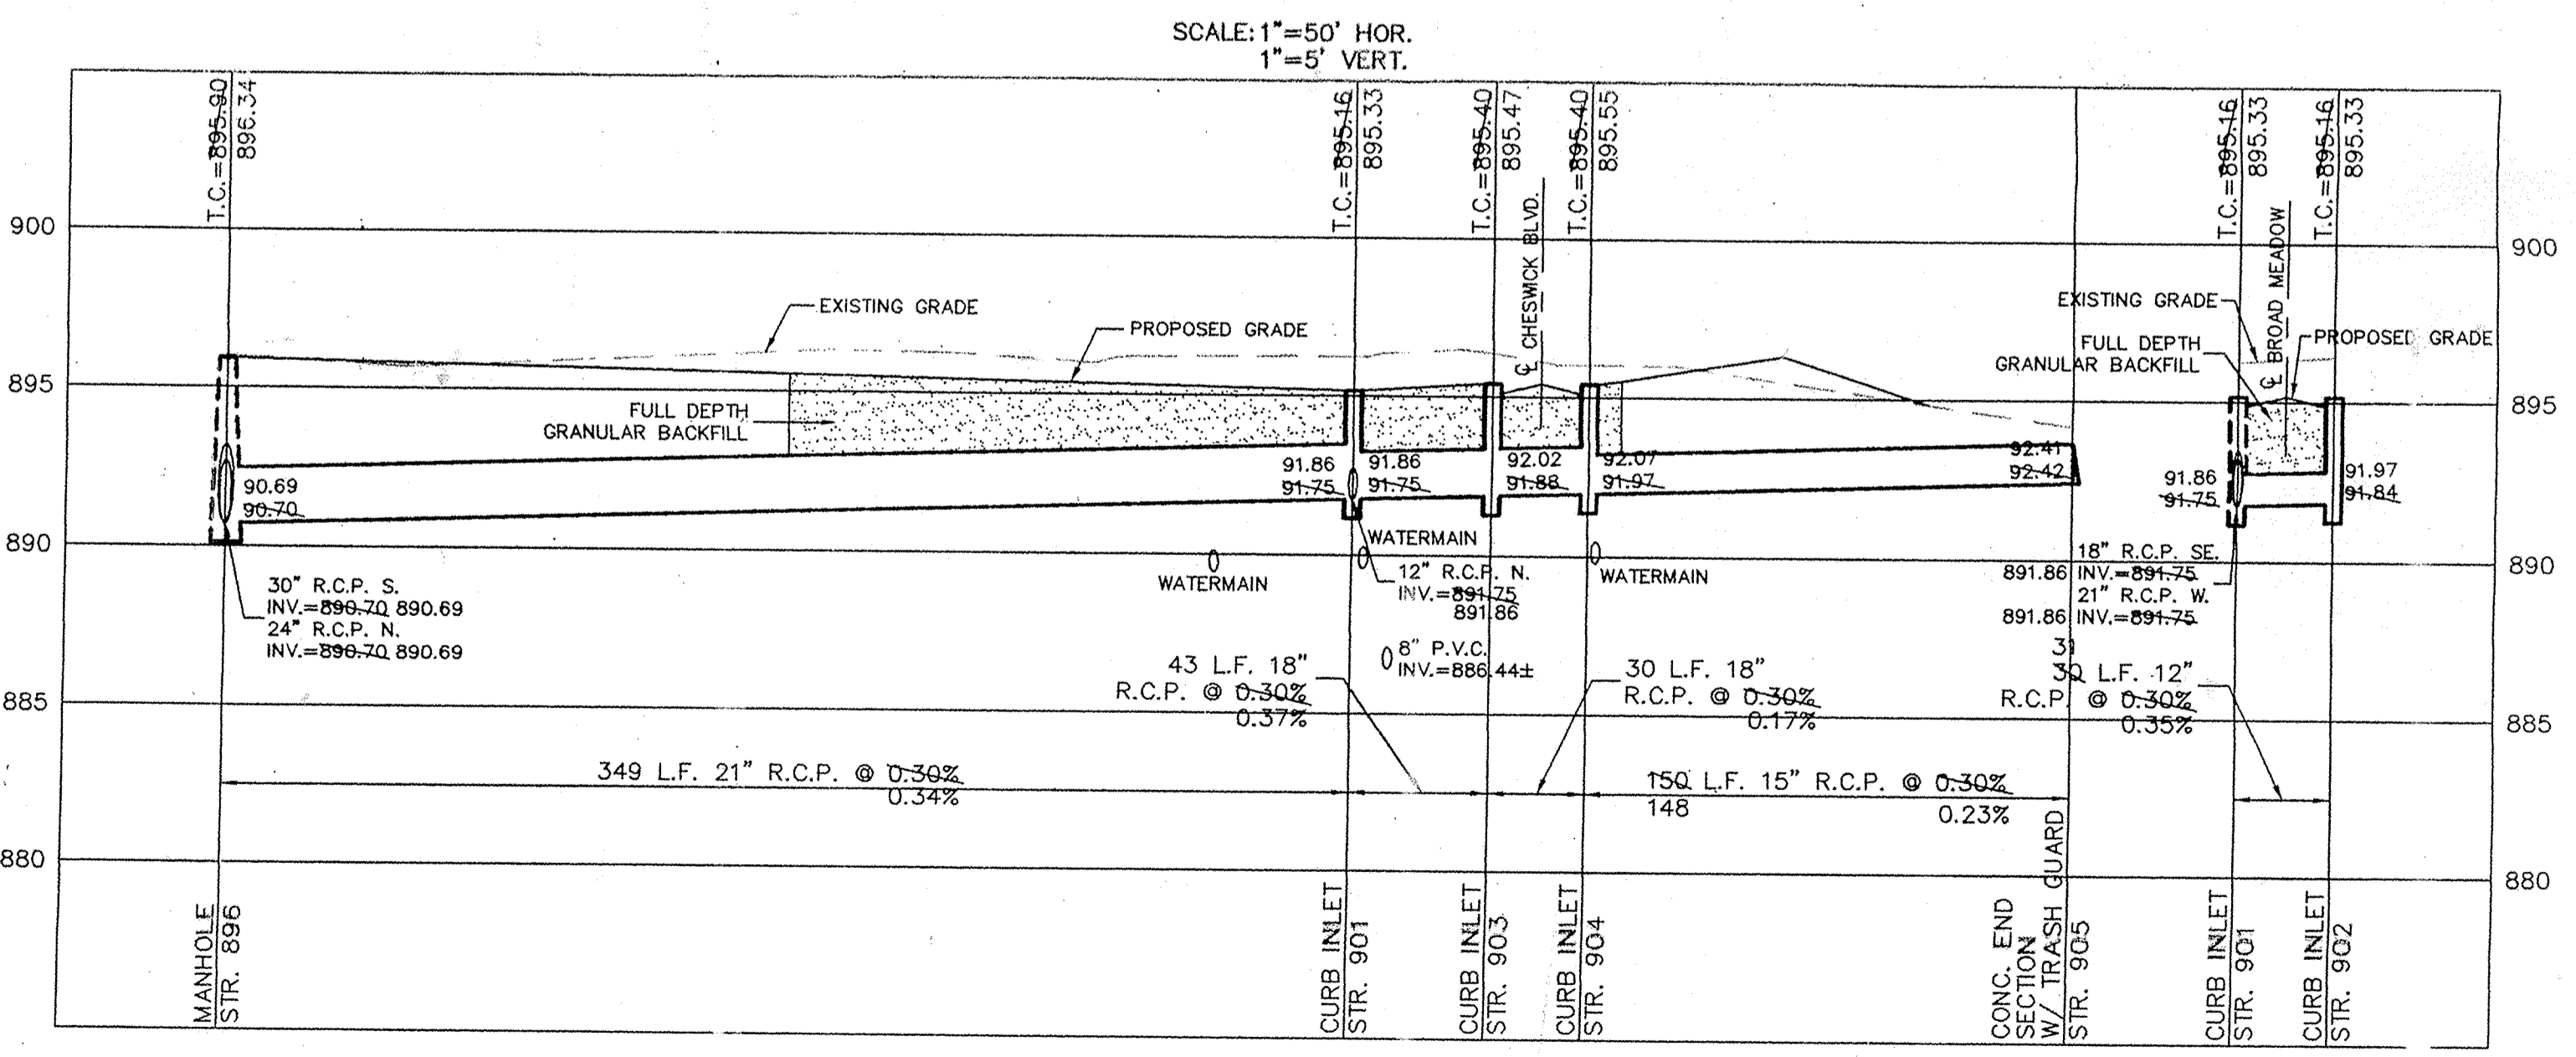 SCALE: 1"=50' HOR.
1"=5' VERT.
T.C.=895.90
896.34
T.C.=895.16
895.33
T.C.=895.40
895.47
T.C.=895.40
895.55
T.C.=895.16
895.33
T.C.=895.16
895.33
900
900
895
895
890
890
885
885
880
880
EXISTING GRADE
PROPOSED GRADE
℄ CHESWICK BLVD.
℄ BROAD MEADOW
EXISTING GRADE
PROPOSED GRADE
FULL DEPTH
GRANULAR BACKFILL
FULL DEPTH
GRANULAR BACKFILL
90.69
90.70
91.86
91.75
91.86
91.75
92.02
91.88
92.07
91.97
92.41
92.42
91.86
91.75
91.97
91.84
30" R.C.P. S.
INV.=890.70 890.69
24" R.C.P. N.
INV.=890.70 890.69
WATERMAIN
WATERMAIN
WATERMAIN
12" R.C.P. N.
INV.=891.75
891.86
8" P.V.C.
INV.=886.44±
18" R.C.P. SE.
891.86 INV.=891.75
21" R.C.P. W.
891.86 INV.=891.75
43 L.F. 18"
R.C.P. @ 0.30%
0.37%
30 L.F. 18"
R.C.P. @ 0.30%
0.17%
31
30 L.F. 12"
R.C.P. @ 0.30%
0.35%
349 L.F. 21" R.C.P. @ 0.30%
0.34%
150 L.F. 15" R.C.P. @ 0.30%
148 0.23%
MANHOLE
STR. 896
CURB INLET
STR. 901
CURB INLET
STR. 903
CURB INLET
STR. 904
CONC. END
SECTION
W/ TRASH GUARD
STR. 905
CURB INLET
STR. 901
CURB INLET
STR. 902